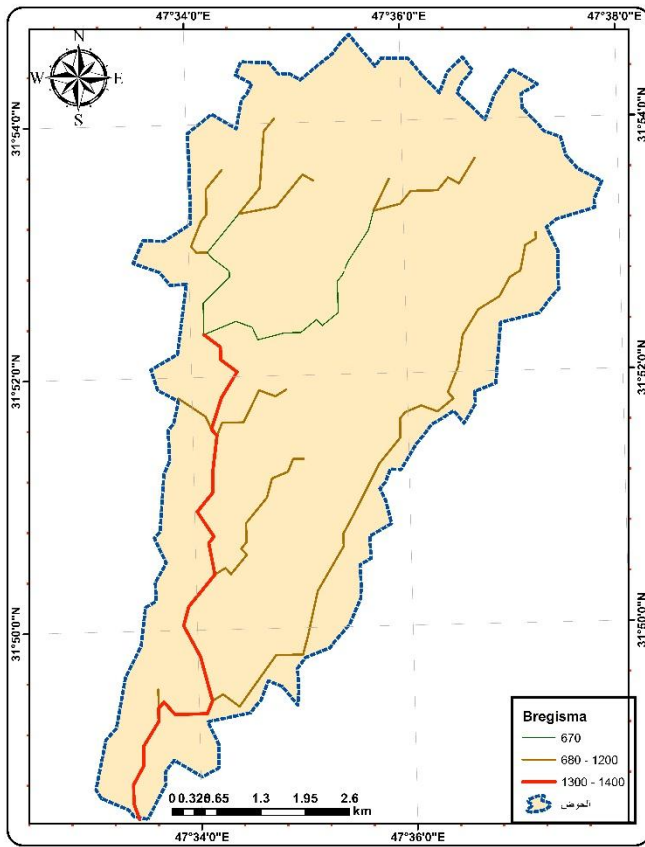 47°34'0"E 47°36'0"E 47°38'0"E
N
W E
S
31°54'0"N 31°54'0"N
31°52'0"N 31°52'0"N
31°50'0"N 31°50'0"N
Bregisma
670
680 - 1200
1300 - 1400
الحوض
0 0.325 0.65 1.3 1.95 2.6
km
47°34'0"E 47°36'0"E